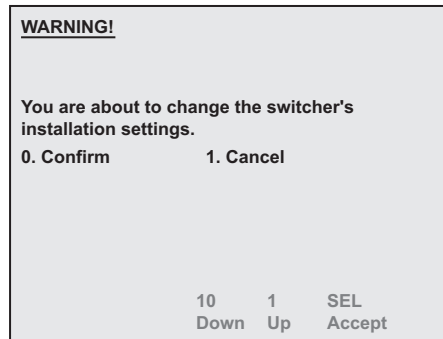 WARNING!
You are about to change the switcher's
installation settings.
0. Confirm 1. Cancel
10 1 SEL
Down Up Accept